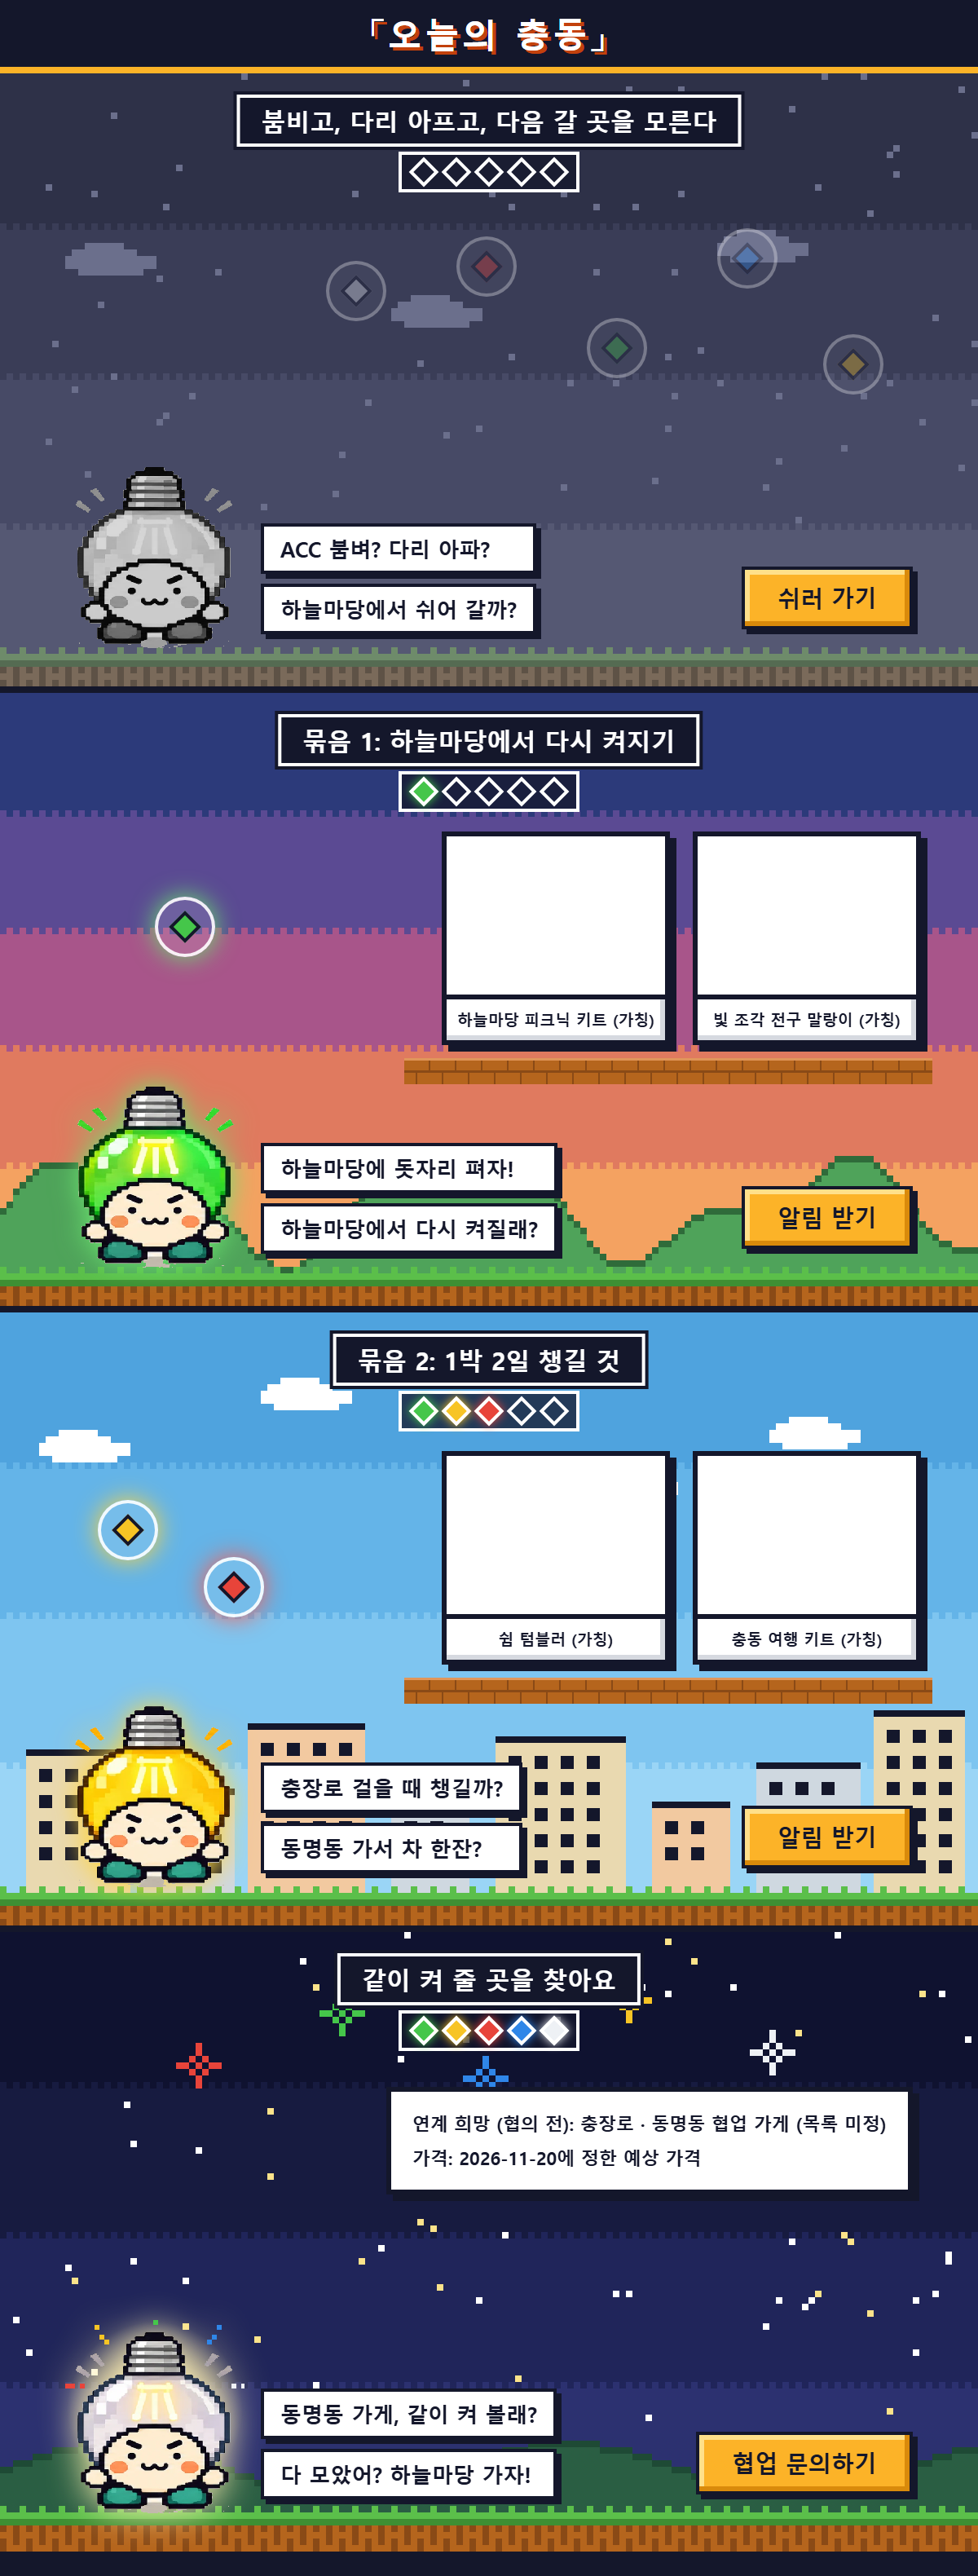 「오늘의 충동」
붐비고, 다리 아프고, 다음 갈 곳을 모른다
ACC 붐벼? 다리 아파?
하늘마당에서 쉬어 갈까?
쉬러 가기
묶음 1: 하늘마당에서 다시 켜지기
하늘마당 피크닉 키트 (가칭)
빛 조각 전구 말랑이 (가칭)
하늘마당에 돗자리 펴자!
하늘마당에서 다시 켜질래?
알림 받기
묶음 2: 1박 2일 챙길 것
쉼 텀블러 (가칭)
충동 여행 키트 (가칭)
충장로 걸을 때 챙길까?
동명동 가서 차 한잔?
알림 받기
같이 켜 줄 곳을 찾아요
연계 희망 (협의 전): 충장로 · 동명동 협업 가게 (목록 미정)
가격: 2026-11-20에 정한 예상 가격
동명동 가게, 같이 켜 볼래?
다 모았어? 하늘마당 가자!
협업 문의하기